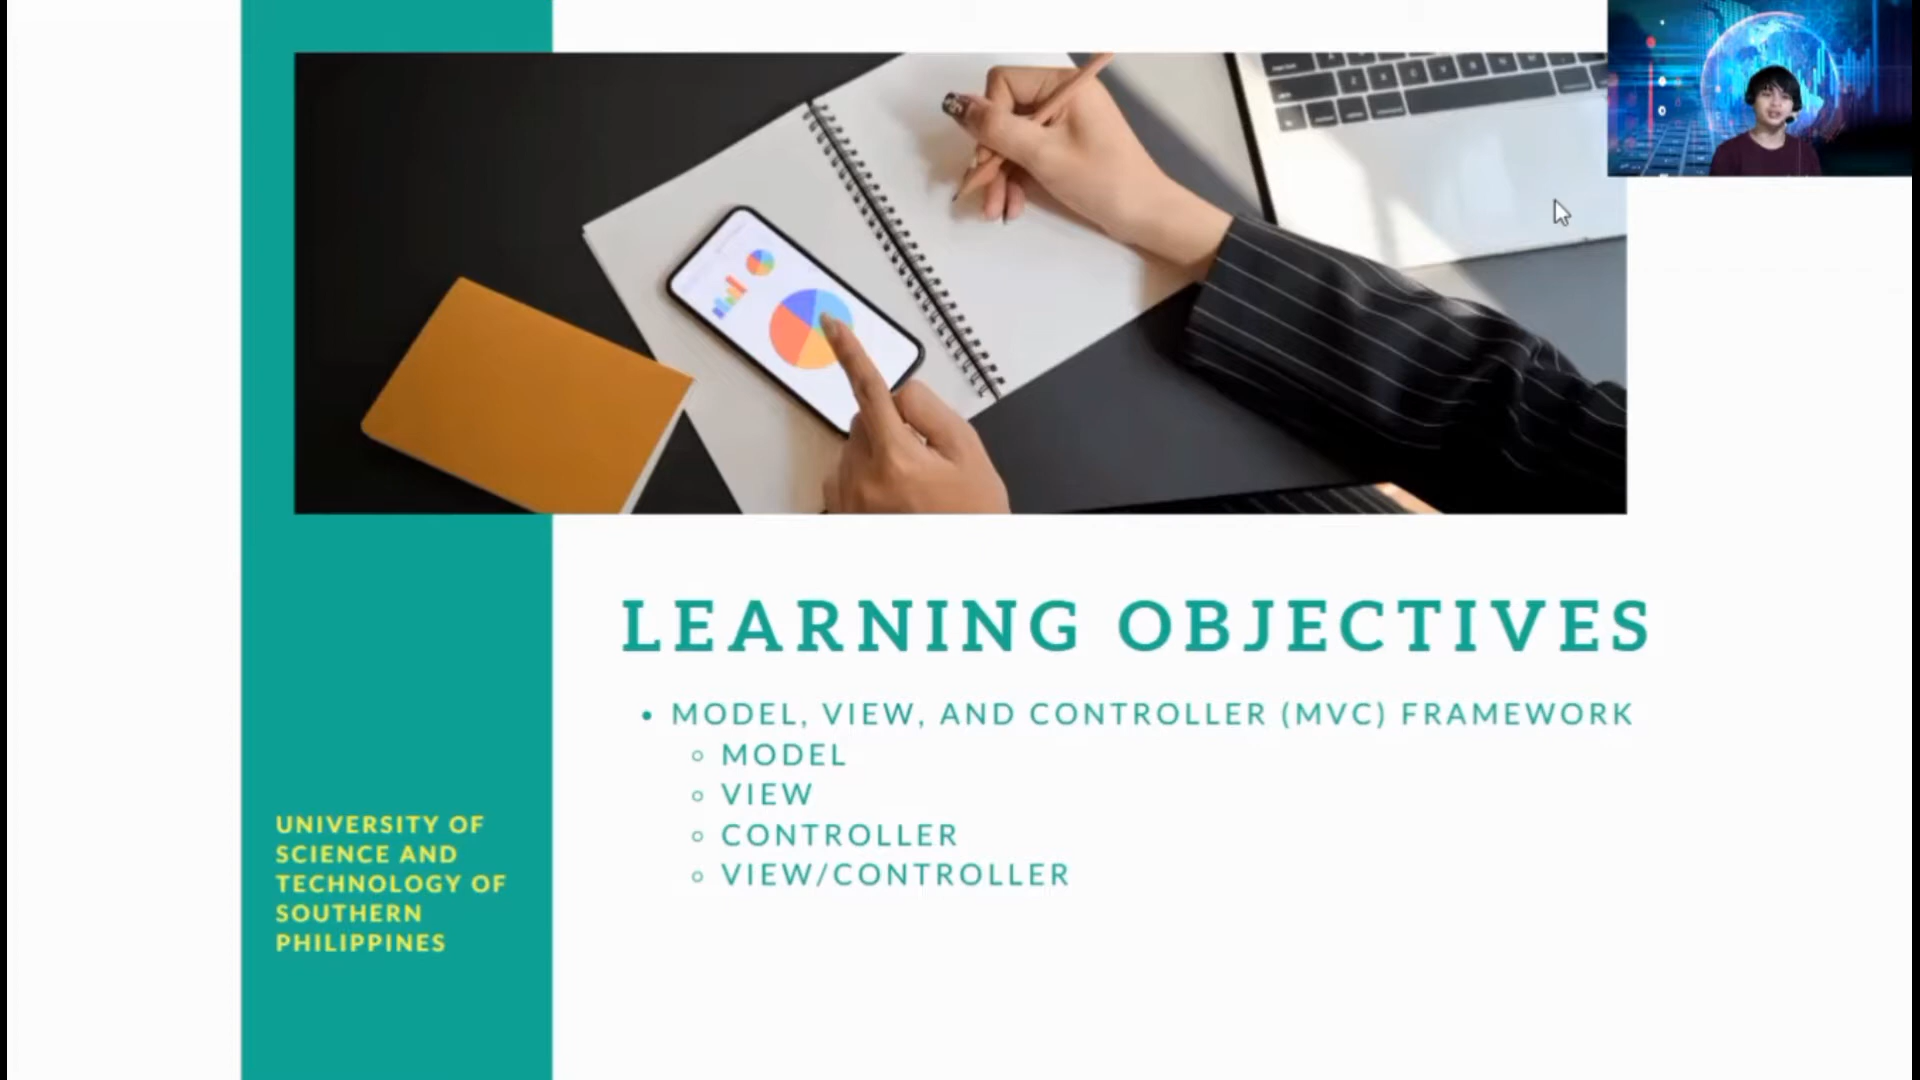 LEARNING OBJECTIVES
• MODEL, VIEW, AND CONTROLLER (MVC) FRAMEWORK
◦ MODEL
◦ VIEW
◦ CONTROLLER
◦ VIEW/CONTROLLER
UNIVERSITY OF
SCIENCE AND
TECHNOLOGY OF
SOUTHERN
PHILIPPINES